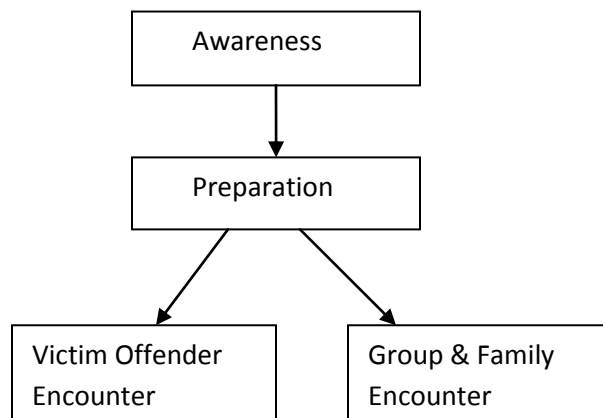 Awareness
Preparation
Victim Offender
Encounter
Group & Family
Encounter